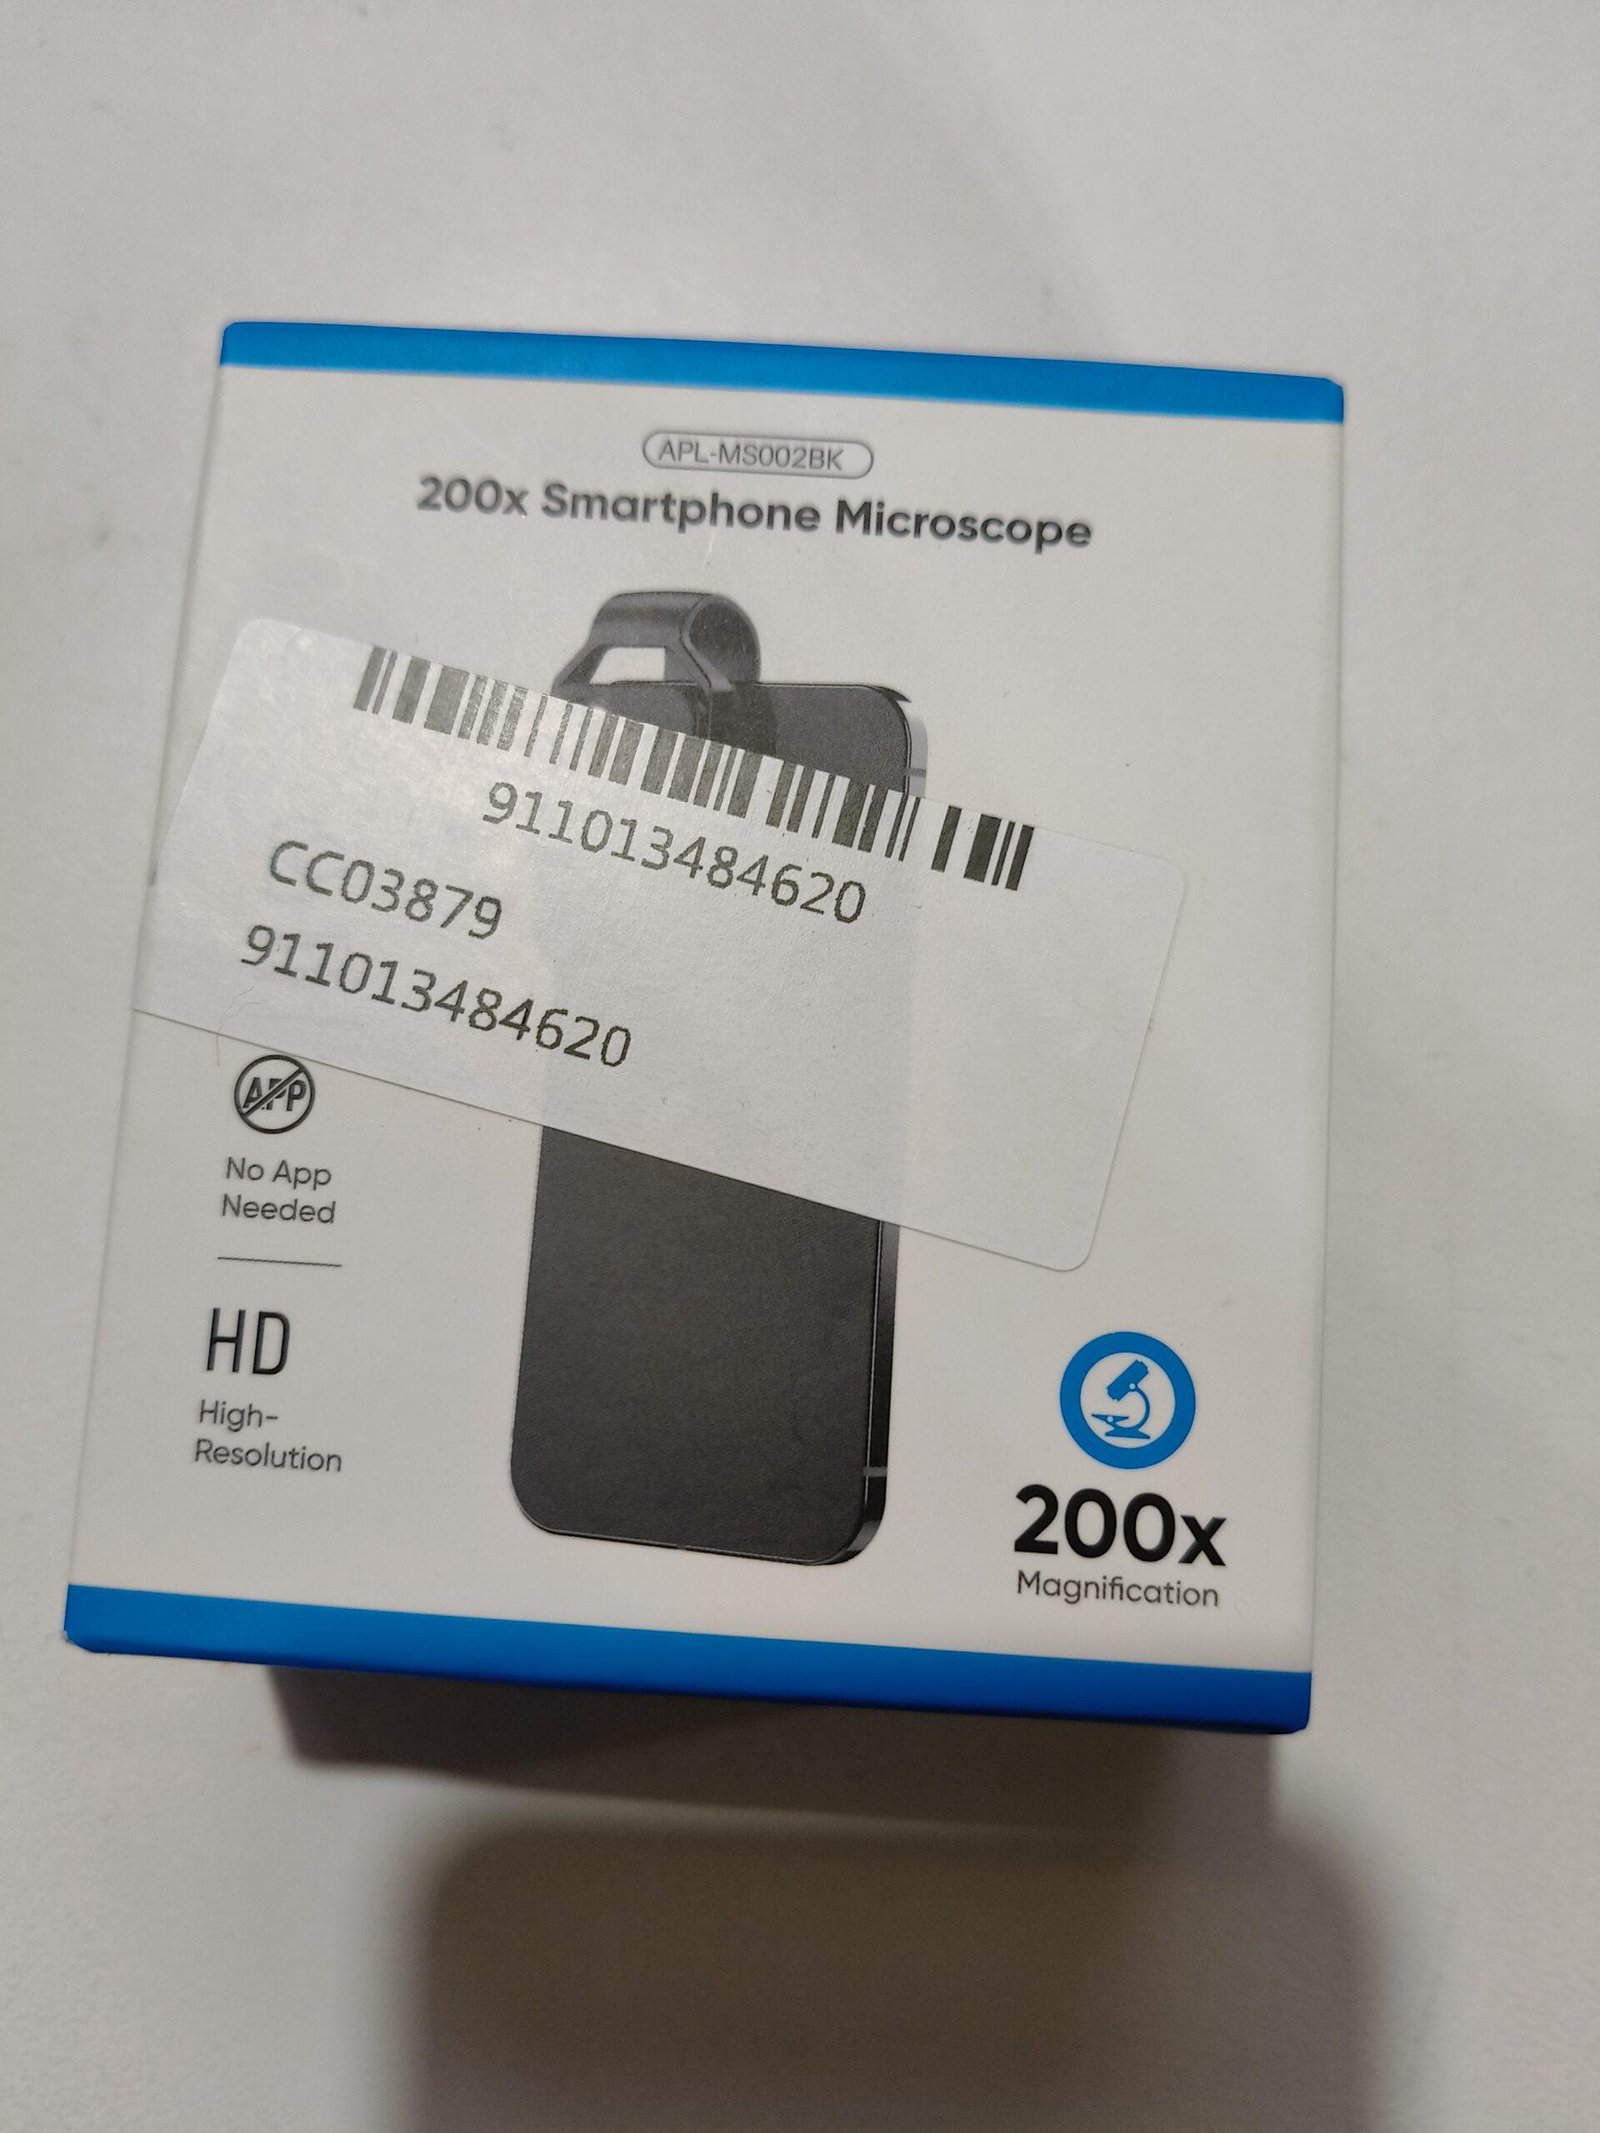 APL-MS002BK
200x Smartphone Microscope
911013484620
CC03879
911013484620
APP
No App
Needed
HD
High-
Resolution
200x
Magnification